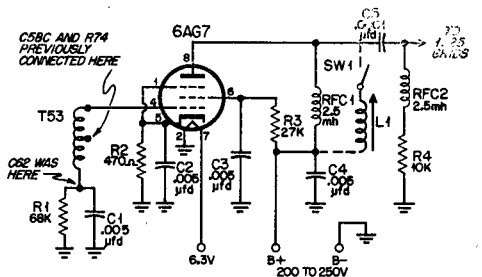 C58C AND R74
PREVIOUSLY
CONNECTED HERE
6AG7
8
1
4
5
6
2
7
T53
C62 WAS
HERE
R1
68K
C1
.005
µfd
R2
470Ω
C2
.005
µfd
C3
.005
µfd
6.3V
R3
27K
RFC1
2.5
mh
C4
.005
µfd
SW1
L1
C5
µfd
TO
GRIDS
RFC2
2.5mh
R4
10K
B+
B-
200 TO 250V